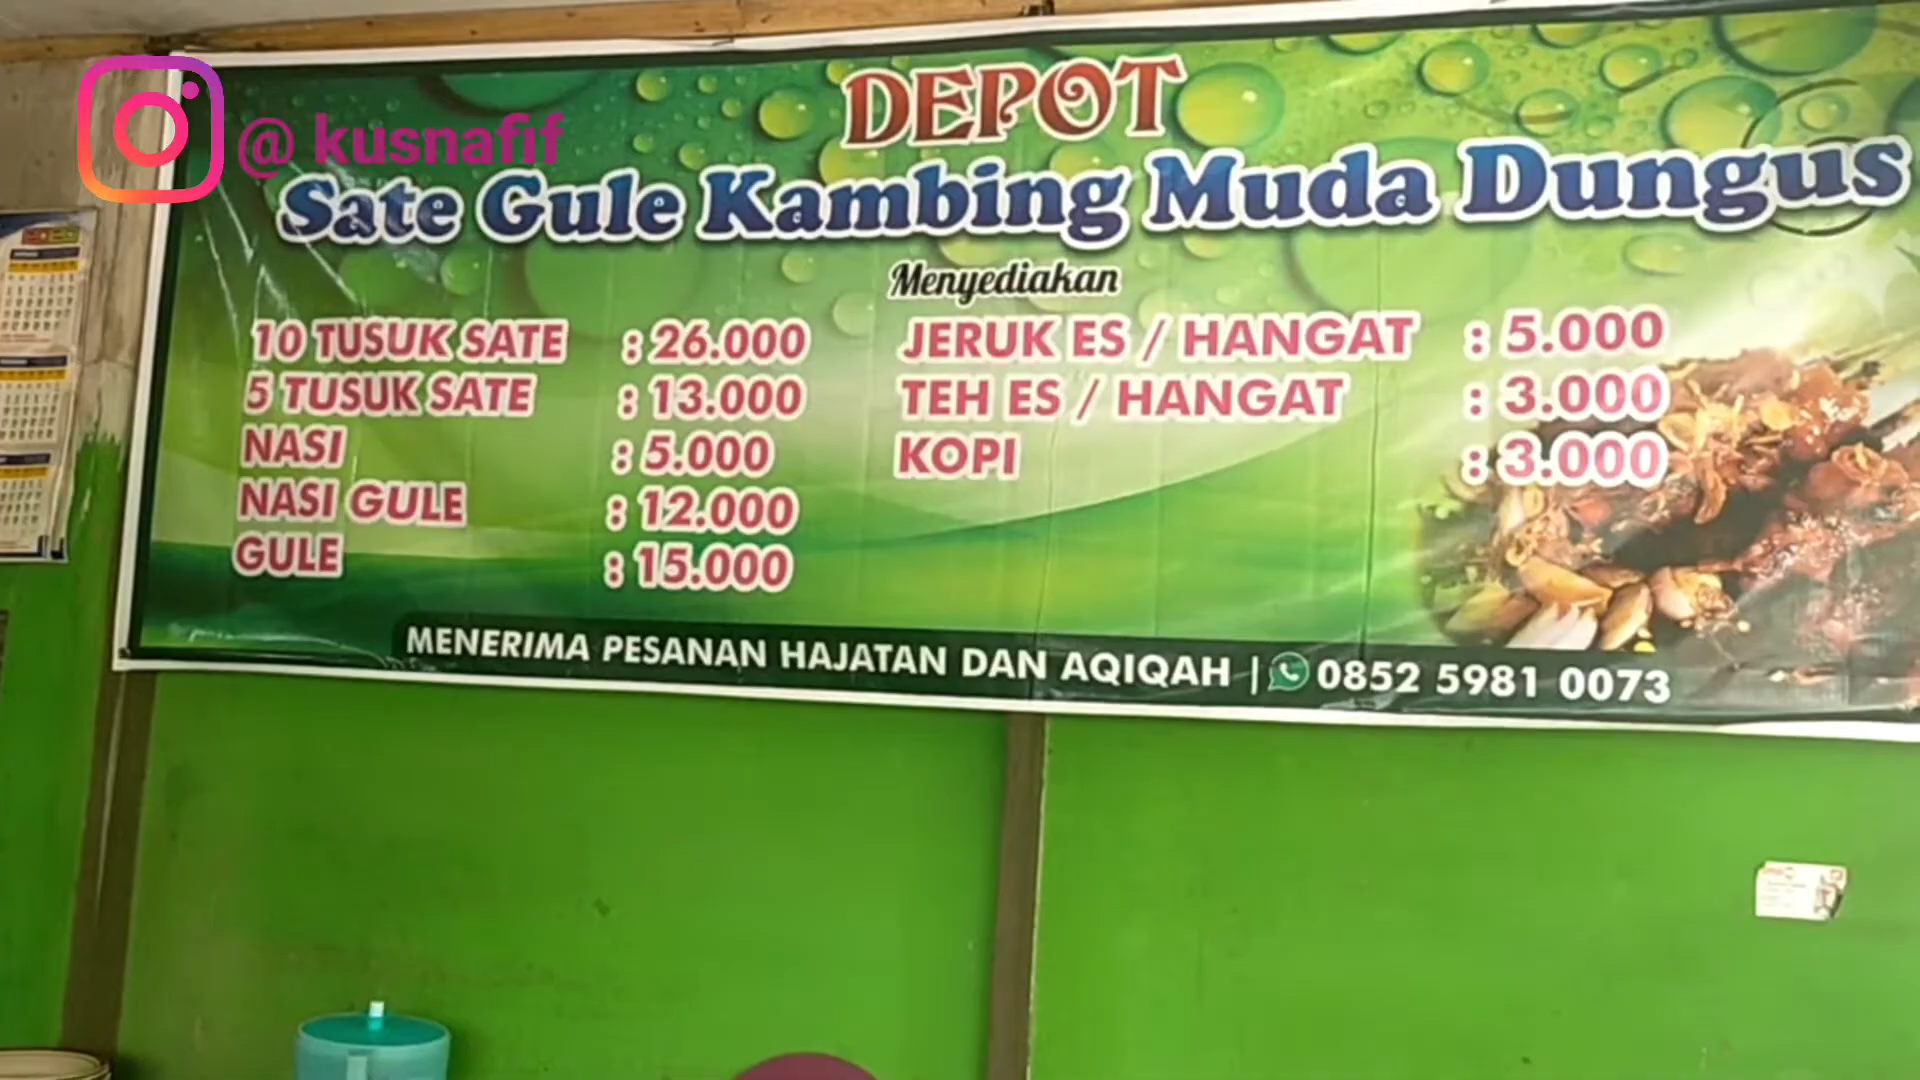 @ kusnafif
DEPOT
Sate Gule Kambing Muda Dungus
Menyediakan
10 TUSUK SATE : 26.000
5 TUSUK SATE : 13.000
NASI : 5.000
NASI GULE : 12.000
GULE : 15.000
JERUK ES / HANGAT : 5.000
TEH ES / HANGAT : 3.000
KOPI : 3.000
MENERIMA PESANAN HAJATAN DAN AQIQAH | 0852 5981 0073